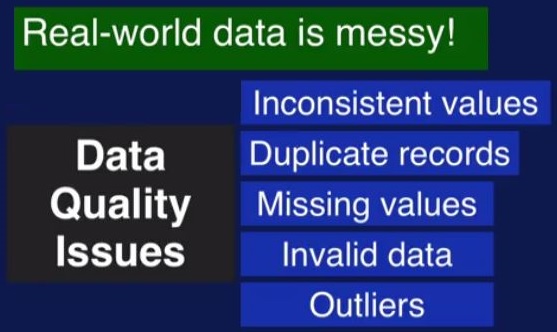 Real-world data is messy!
Data
Quality
Issues
Inconsistent values
Duplicate records
Missing values
Invalid data
Outliers